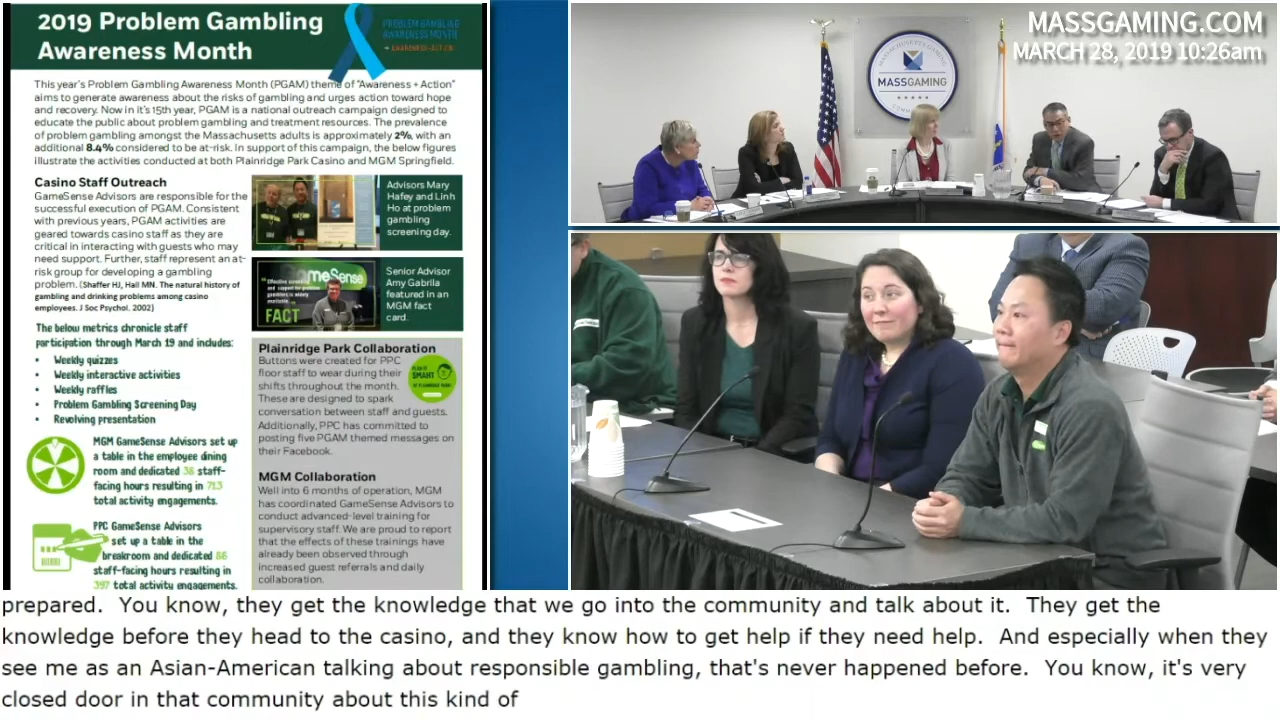 2019 Problem Gambling
Awareness Month
PROBLEM GAMBLING
AWARENESS MONTH
AWARENESS+ACTION
This year's Problem Gambling Awareness Month (PGAM) theme of "Awareness + Action"
aims to generate awareness about the risks of gambling and urges action toward hope
and recovery. Now in it's 15th year, PGAM is a national outreach campaign designed to
educate the public about problem gambling and treatment resources. The prevalence
of problem gambling amongst the Massachusetts adults is approximately 2%, with an
additional 8.4% considered to be at-risk. In support of this campaign, the below figures
illustrate the activities conducted at both Plainridge Park Casino and MGM Springfield.
Casino Staff Outreach
GameSense Advisors are responsible for the
successful execution of PGAM. Consistent
with previous years, PGAM activities are
geared towards casino staff as they are
critical in interacting with guests who may
need support. Further, staff represent an at-
risk group for developing a gambling
problem. (Shaffer HJ, Hall MN. The natural history of
gambling and drinking problems among casino
employees. J Soc Psychol. 2002)
The below metrics chronicle staff
participation through March 19 and includes:
• Weekly quizzes
• Weekly interactive activities
• Weekly raffles
• Problem Gambling Screening Day
• Revolving presentation
MGM GameSense Advisors set up
a table in the employee dining
room and dedicated 38 staff-
facing hours resulting in 713
total activity engagements.
PPC GameSense Advisors
set up a table in the
breakroom and dedicated 86
staff-facing hours resulting in
397 total activity engagements.
Advisors Mary
Hafey and Linh
Ho at problem
gambling
screening day.
GameSense
FACT
Senior Advisor
Amy Gabrila
featured in an
MGM fact
card.
Plainridge Park Collaboration
Buttons were created for PPC
floor staff to wear during their
shifts throughout the month.
These are designed to spark
conversation between staff and guests.
Additionally, PPC has committed to
posting five PGAM themed messages on
their Facebook.
PLAY IT
SMART
MGM Collaboration
Well into 6 months of operation, MGM
has coordinated GameSense Advisors to
conduct advanced-level training for
supervisory staff. We are proud to report
that the effects of these trainings have
already been observed through
increased guest referrals and daily
collaboration.
MASSGAMING.COM
MARCH 28, 2019 10:26am
MASSGAMING
prepared. You know, they get the knowledge that we go into the community and talk about it. They get the
knowledge before they head to the casino, and they know how to get help if they need help. And especially when they
see me as an Asian-American talking about responsible gambling, that's never happened before. You know, it's very
closed door in that community about this kind of